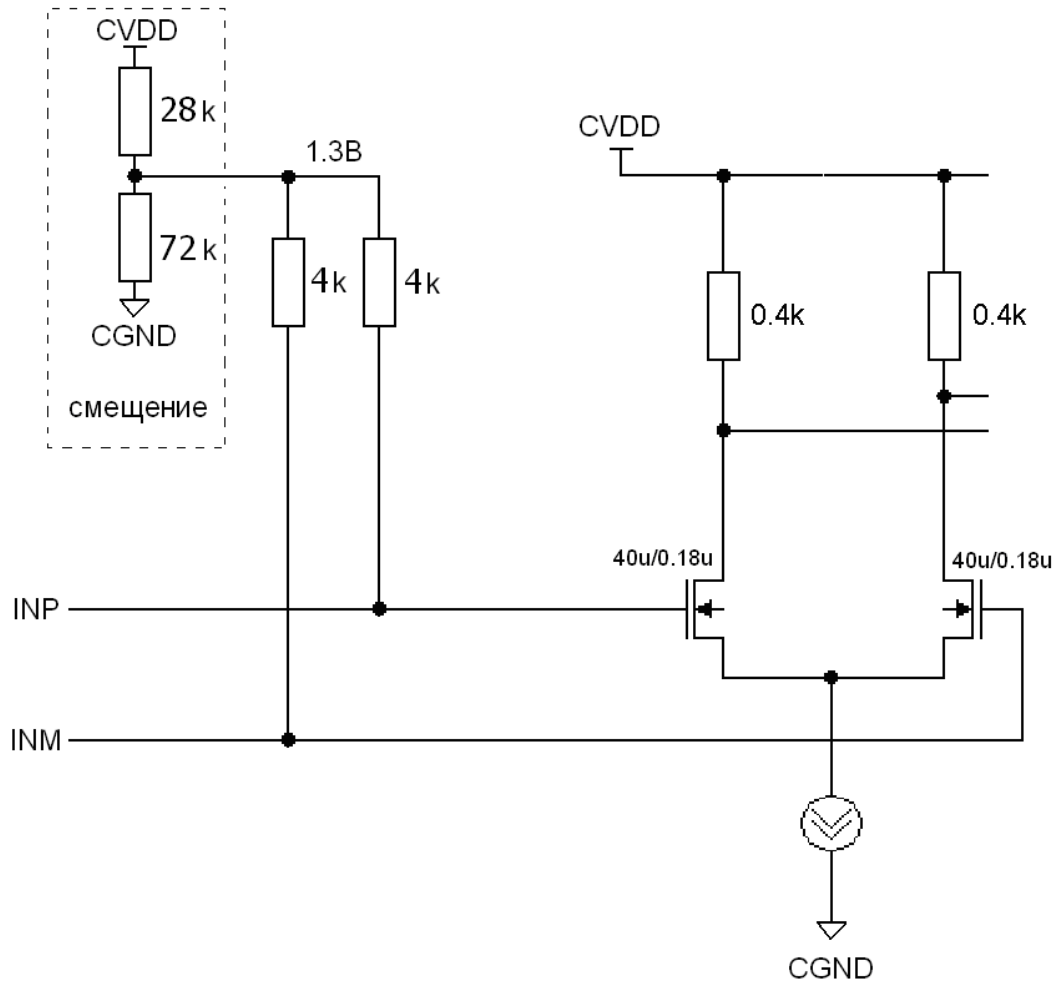 CVDD
28k
1.3В
72k
4k
4k
CGND
смещение
CVDD
0.4k
0.4k
40u/0.18u
40u/0.18u
INP
INM
CGND